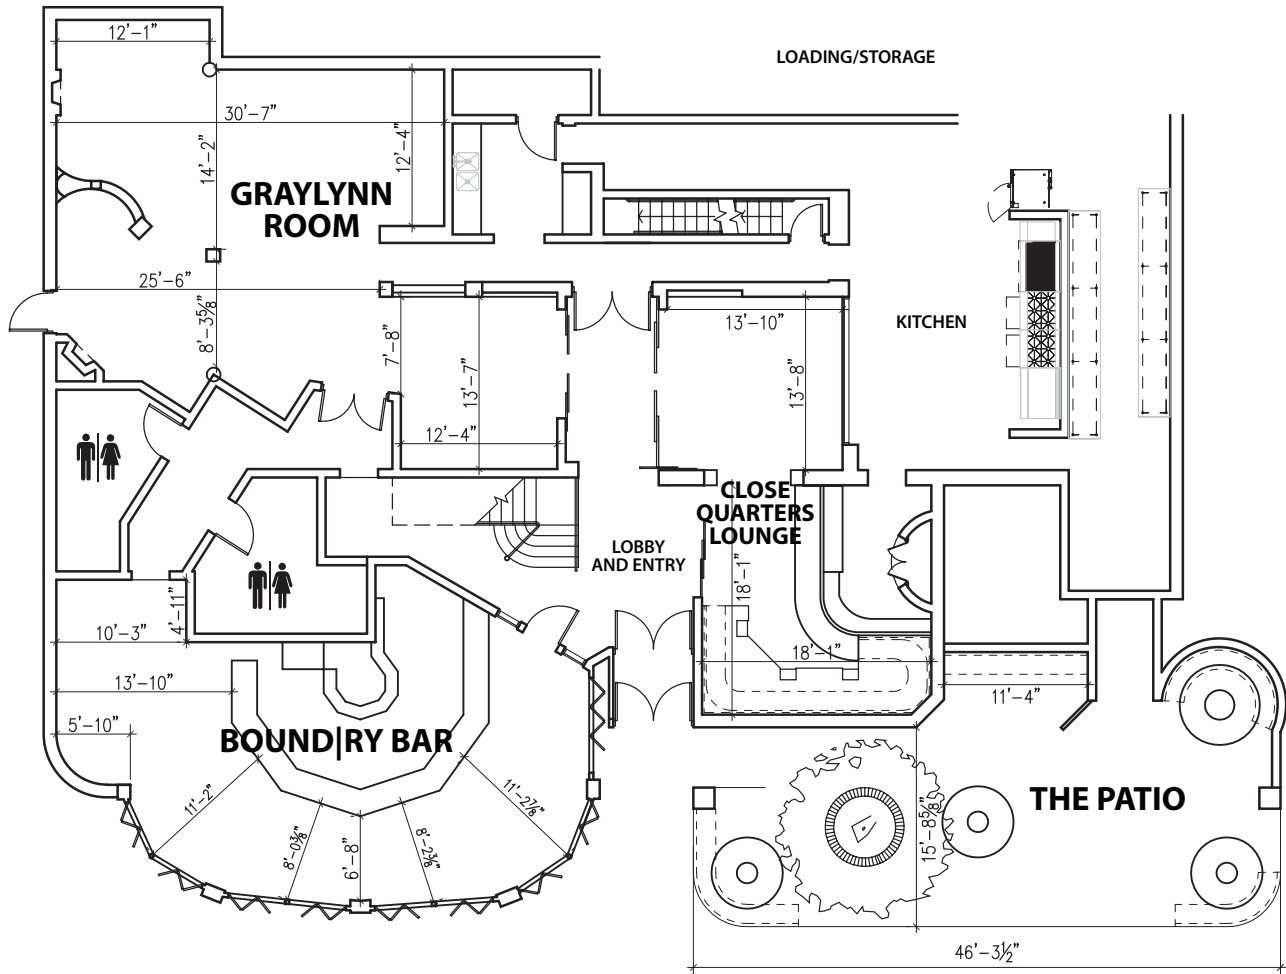 12'-1"
LOADING/STORAGE
30'-7"
12'-4"
14'-2"
GRAYLYNN
ROOM
25'-6"
8'-3⅝"
7'-8"
13'-7"
12'-4"
13'-10"
13'-8"
KITCHEN
CLOSE
QUARTERS
LOUNGE
LOBBY
AND ENTRY
18'-1"
18'-1"
4'-11"
10'-3"
13'-10"
5'-10"
BOUND|RY BAR
11'-2"
8'-0⅜"
6'-8"
8'-2⅜"
11'-2⅞"
11'-4"
THE PATIO
15'-8⅝"
46'-3½"